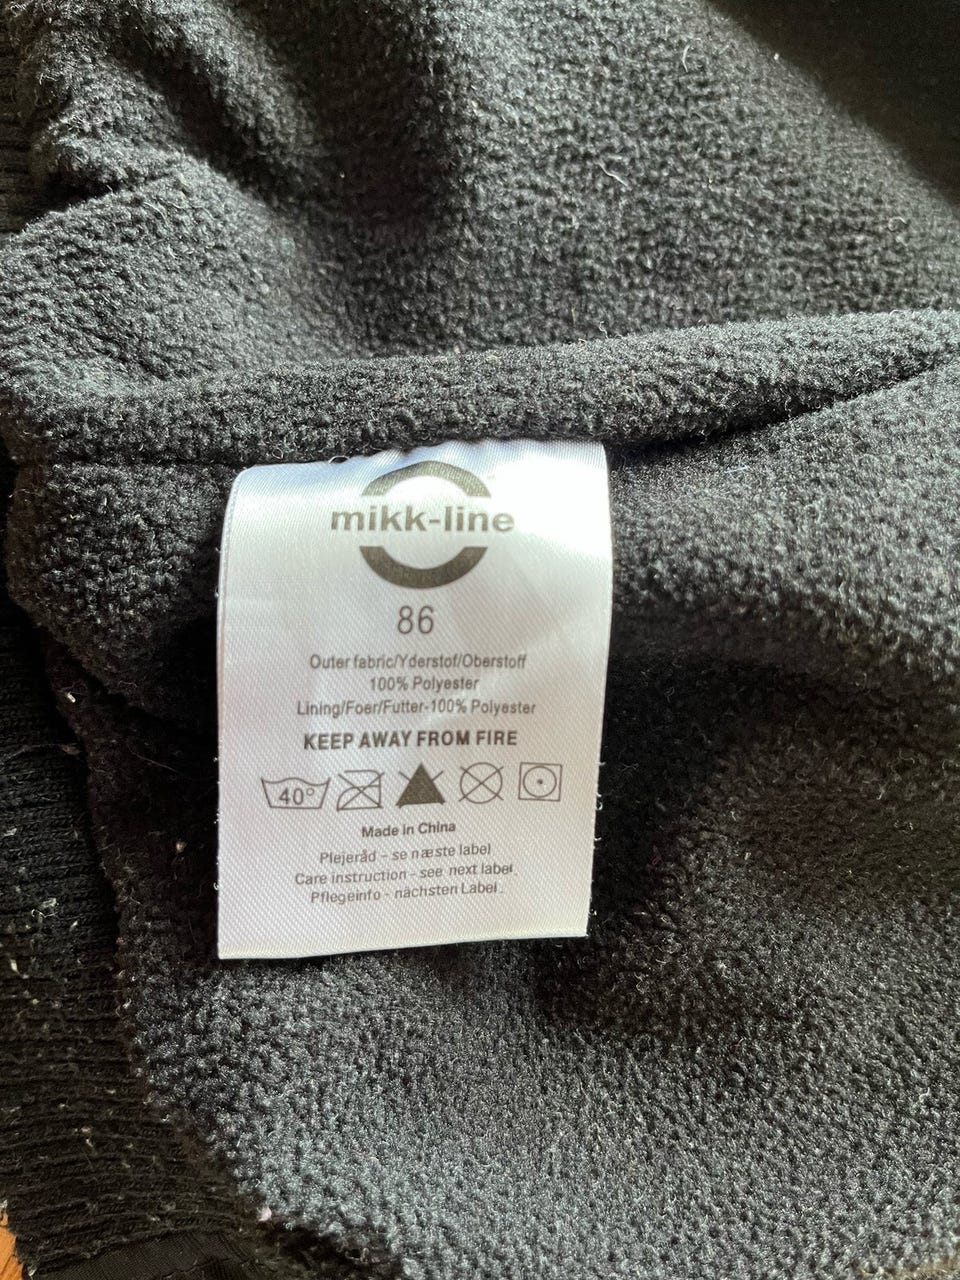 mikk-line
86
Outer fabric/Yderstof/Oberstoff
100% Polyester
Lining/Foer/Futter-100% Polyester
KEEP AWAY FROM FIRE
40°
Made in China
Plejeråd - se næste label
Care instruction - see next label.
Pflegeinfo - nächsten Label.